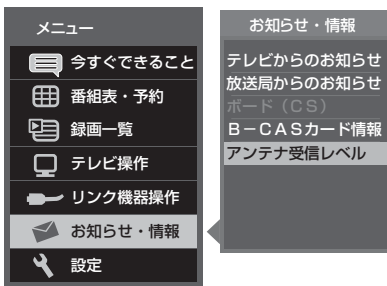 メニュー
今すぐできること
番組表・予約
録画一覧
テレビ操作
リンク機器操作
お知らせ・情報
設定
お知らせ・情報
テレビからのお知らせ
放送局からのお知らせ
ボード（CS）
Ｂ－ＣＡＳカード情報
アンテナ受信レベル